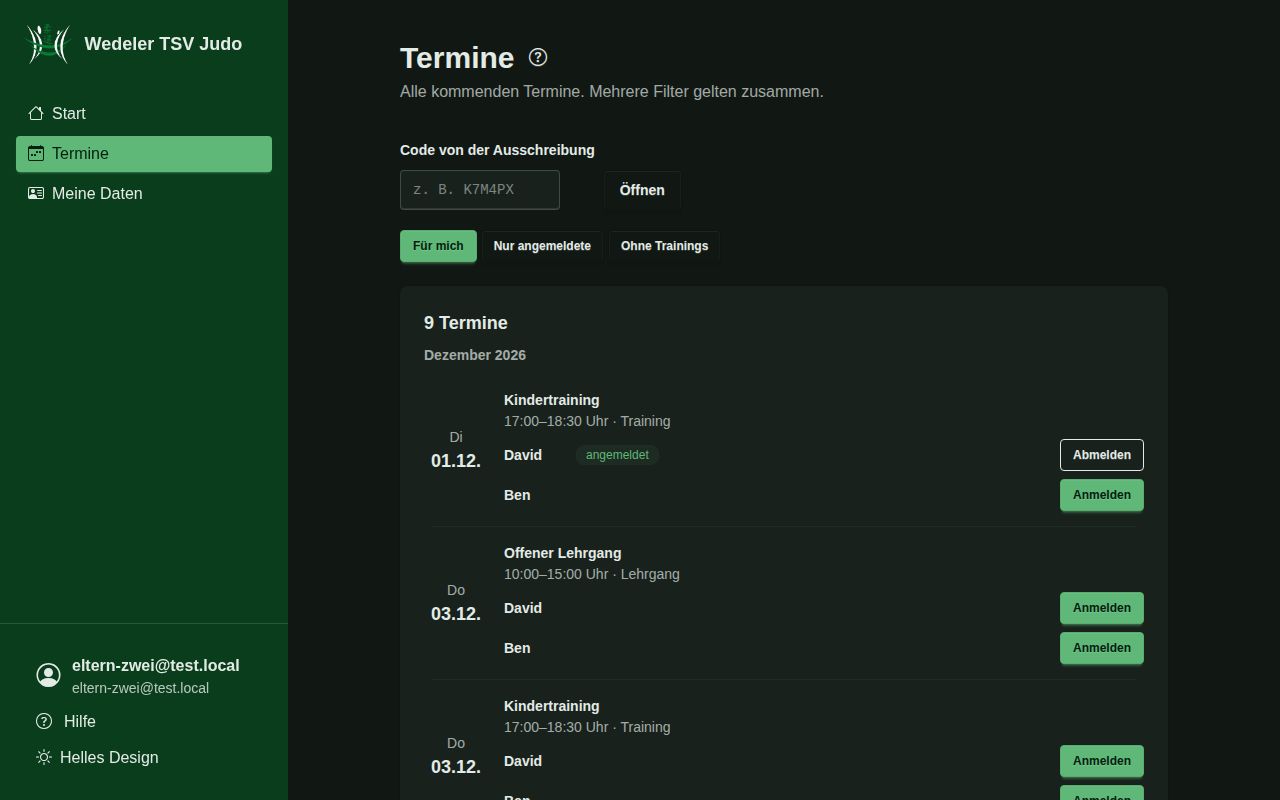 Wedeler TSV Judo
Start
Termine
Meine Daten
eltern-zwei@test.local
eltern-zwei@test.local
Hilfe
Helles Design
Termine
Alle kommenden Termine. Mehrere Filter gelten zusammen.
Code von der Ausschreibung
z. B. K7M4PX
Öffnen
Für mich
Nur angemeldete
Ohne Trainings
9 Termine
Dezember 2026
Di
01.12.
Kindertraining
17:00–18:30 Uhr · Training
David
angemeldet
Abmelden
Ben
Anmelden
Do
03.12.
Offener Lehrgang
10:00–15:00 Uhr · Lehrgang
David
Anmelden
Ben
Anmelden
Do
03.12.
Kindertraining
17:00–18:30 Uhr · Training
David
Anmelden
Ben
Anmelden